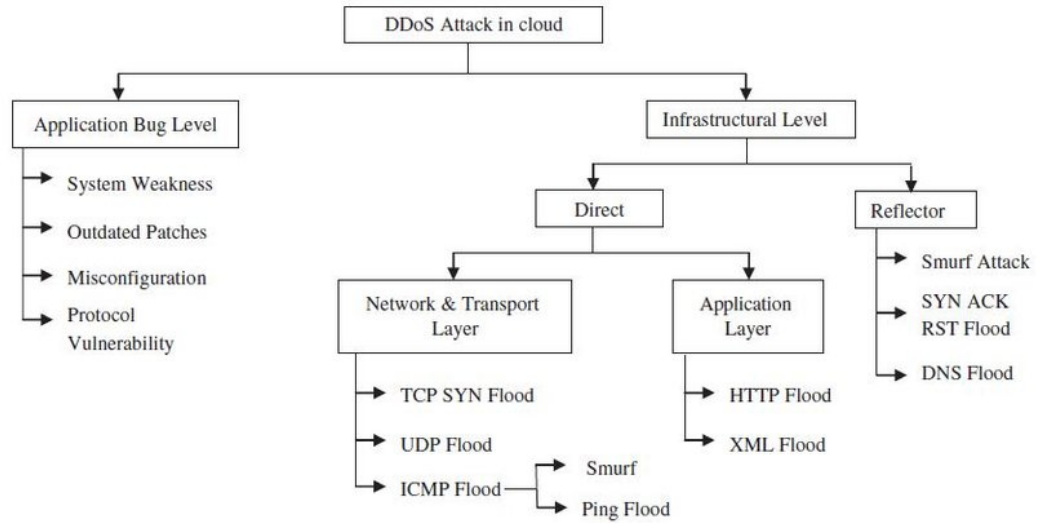 DDoS Attack in cloud
Application Bug Level
Infrastructural Level
System Weakness
Outdated Patches
Misconfiguration
Protocol
Vulnerability
Direct
Reflector
Network & Transport
Layer
Application
Layer
Smurf Attack
SYN ACK
RST Flood
DNS Flood
TCP SYN Flood
UDP Flood
ICMP Flood
Smurf
Ping Flood
HTTP Flood
XML Flood